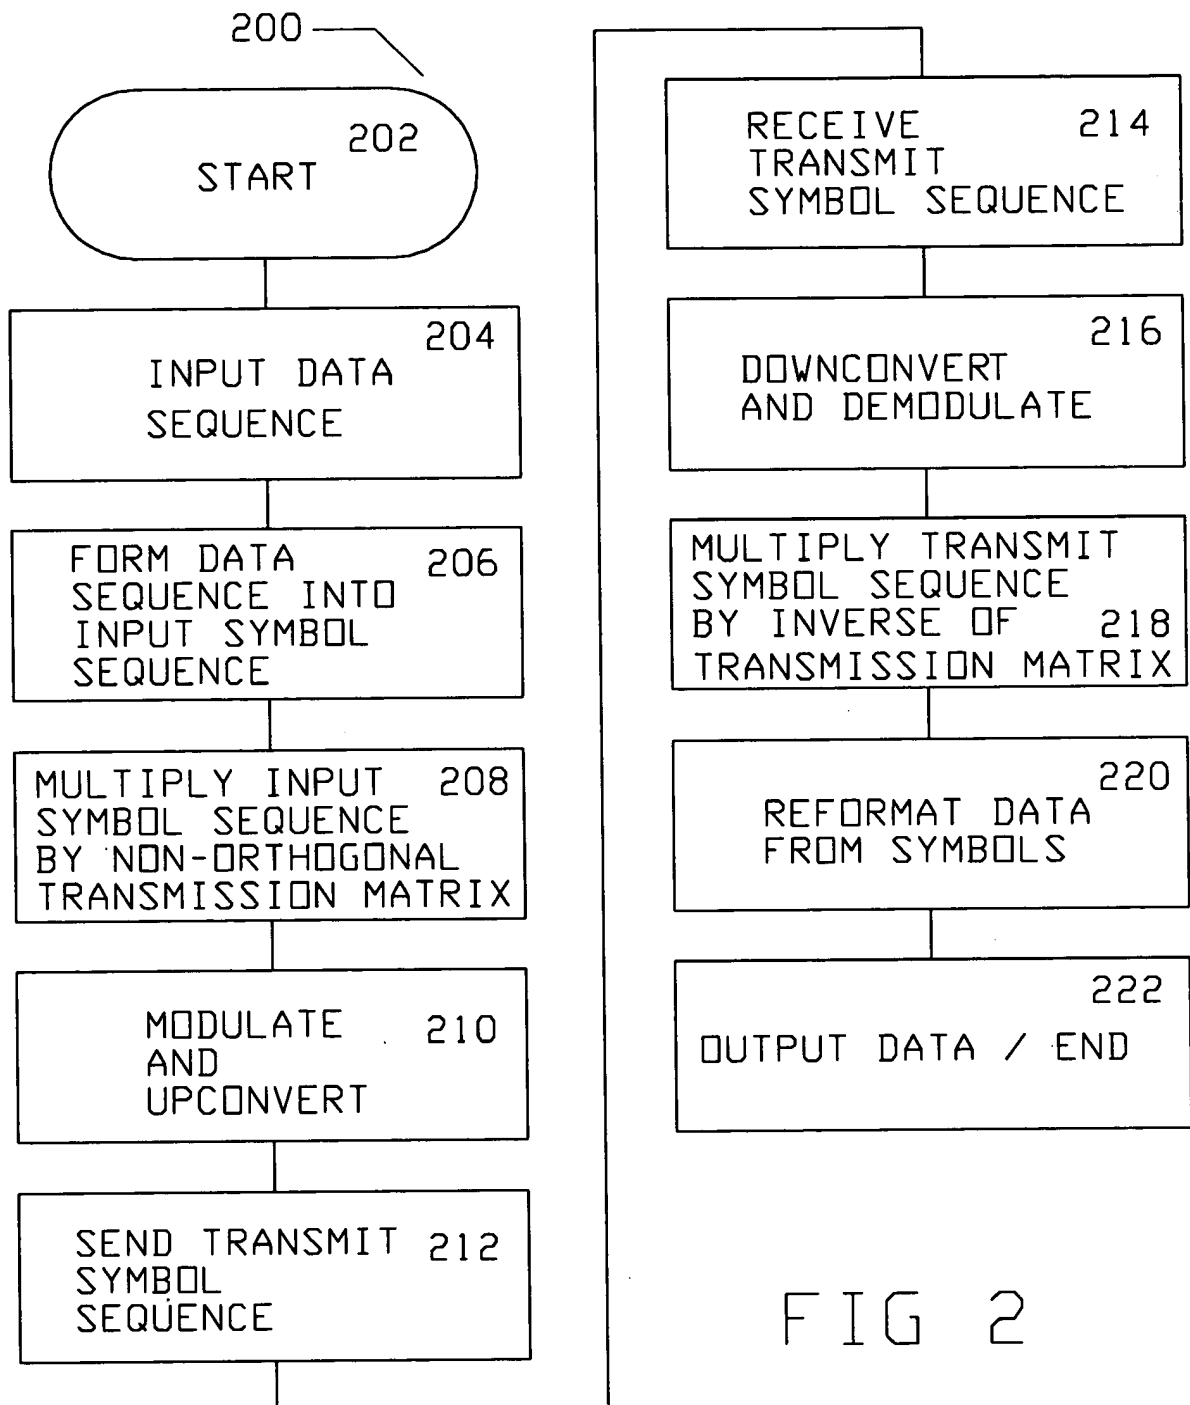 200
202
START
204
INPUT DATA
SEQUENCE
FORM DATA 206
SEQUENCE INTO
INPUT SYMBOL
SEQUENCE
MULTIPLY INPUT 208
SYMBOL SEQUENCE
BY NON-ORTHOGONAL
TRANSMISSION MATRIX
MODULATE 210
AND
UPCONVERT
SEND TRANSMIT 212
SYMBOL
SEQUENCE
RECEIVE 214
TRANSMIT
SYMBOL SEQUENCE
216
DOWNCONVERT
AND DEMODULATE
MULTIPLY TRANSMIT
SYMBOL SEQUENCE
BY INVERSE OF 218
TRANSMISSION MATRIX
220
REFORMAT DATA
FROM SYMBOLS
222
OUTPUT DATA / END
FIG 2